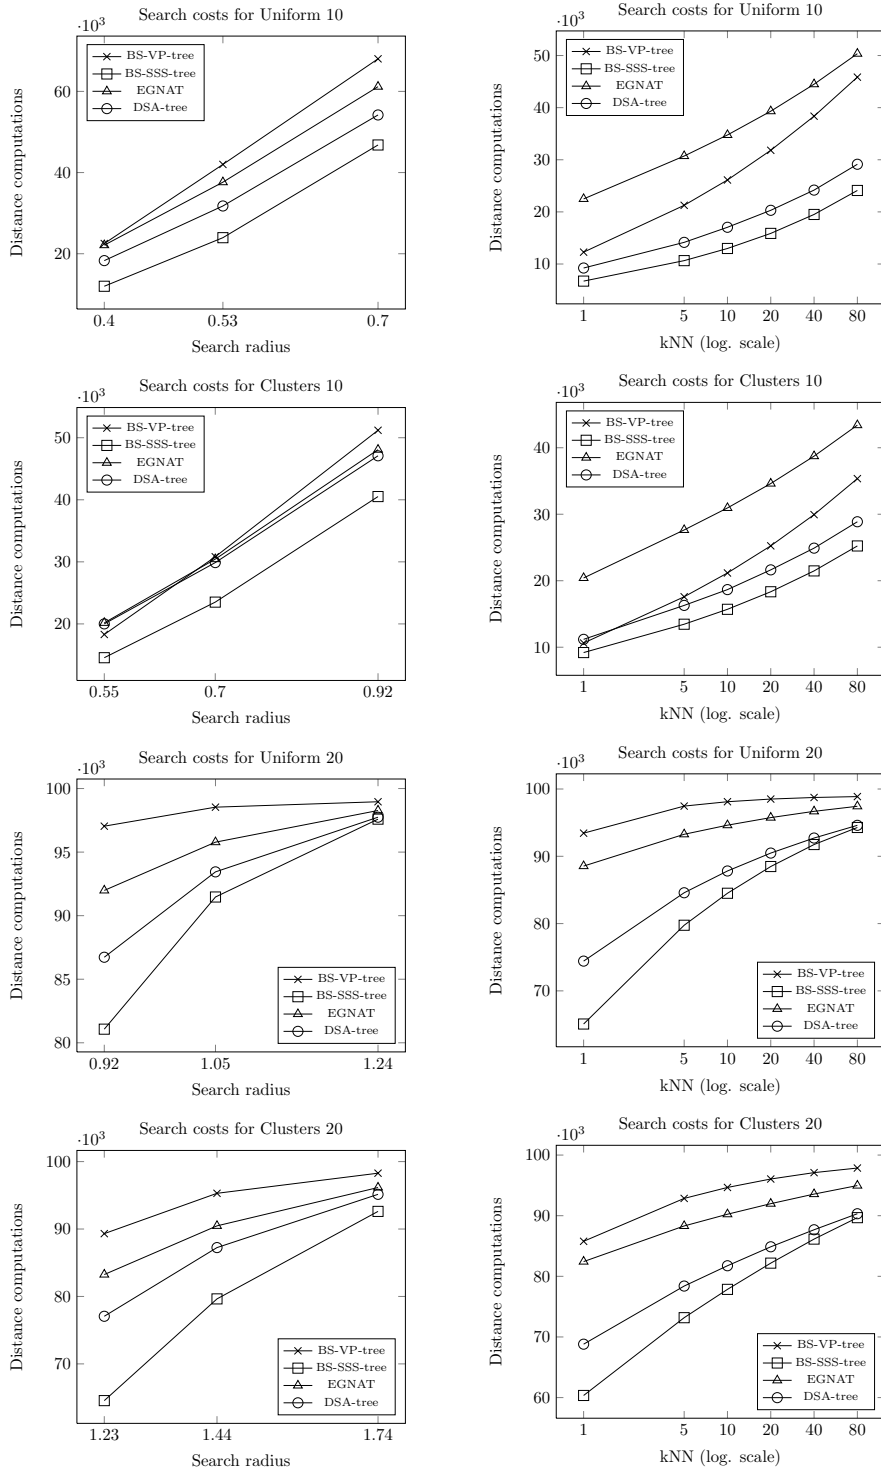 Search costs for Uniform 10
·10³
BS-VP-tree
BS-SSS-tree
EGNAT
DSA-tree
60
40
20
Distance computations
0.4 0.53 0.7
Search radius
Search costs for Uniform 10
·10³
BS-VP-tree
BS-SSS-tree
EGNAT
DSA-tree
50
40
30
20
10
Distance computations
1 5 10 20 40 80
kNN (log. scale)
Search costs for Clusters 10
·10³
BS-VP-tree
BS-SSS-tree
EGNAT
DSA-tree
50
40
30
20
Distance computations
0.55 0.7 0.92
Search radius
Search costs for Clusters 10
·10³
BS-VP-tree
BS-SSS-tree
EGNAT
DSA-tree
40
30
20
10
Distance computations
1 5 10 20 40 80
kNN (log. scale)
Search costs for Uniform 20
·10³
100
95
90
85
80
Distance computations
BS-VP-tree
BS-SSS-tree
EGNAT
DSA-tree
0.92 1.05 1.24
Search radius
Search costs for Uniform 20
·10³
100
90
80
70
Distance computations
BS-VP-tree
BS-SSS-tree
EGNAT
DSA-tree
1 5 10 20 40 80
kNN (log. scale)
Search costs for Clusters 20
·10³
100
90
80
70
Distance computations
BS-VP-tree
BS-SSS-tree
EGNAT
DSA-tree
1.23 1.44 1.74
Search radius
Search costs for Clusters 20
·10³
100
90
80
70
60
Distance computations
BS-VP-tree
BS-SSS-tree
EGNAT
DSA-tree
1 5 10 20 40 80
kNN (log. scale)